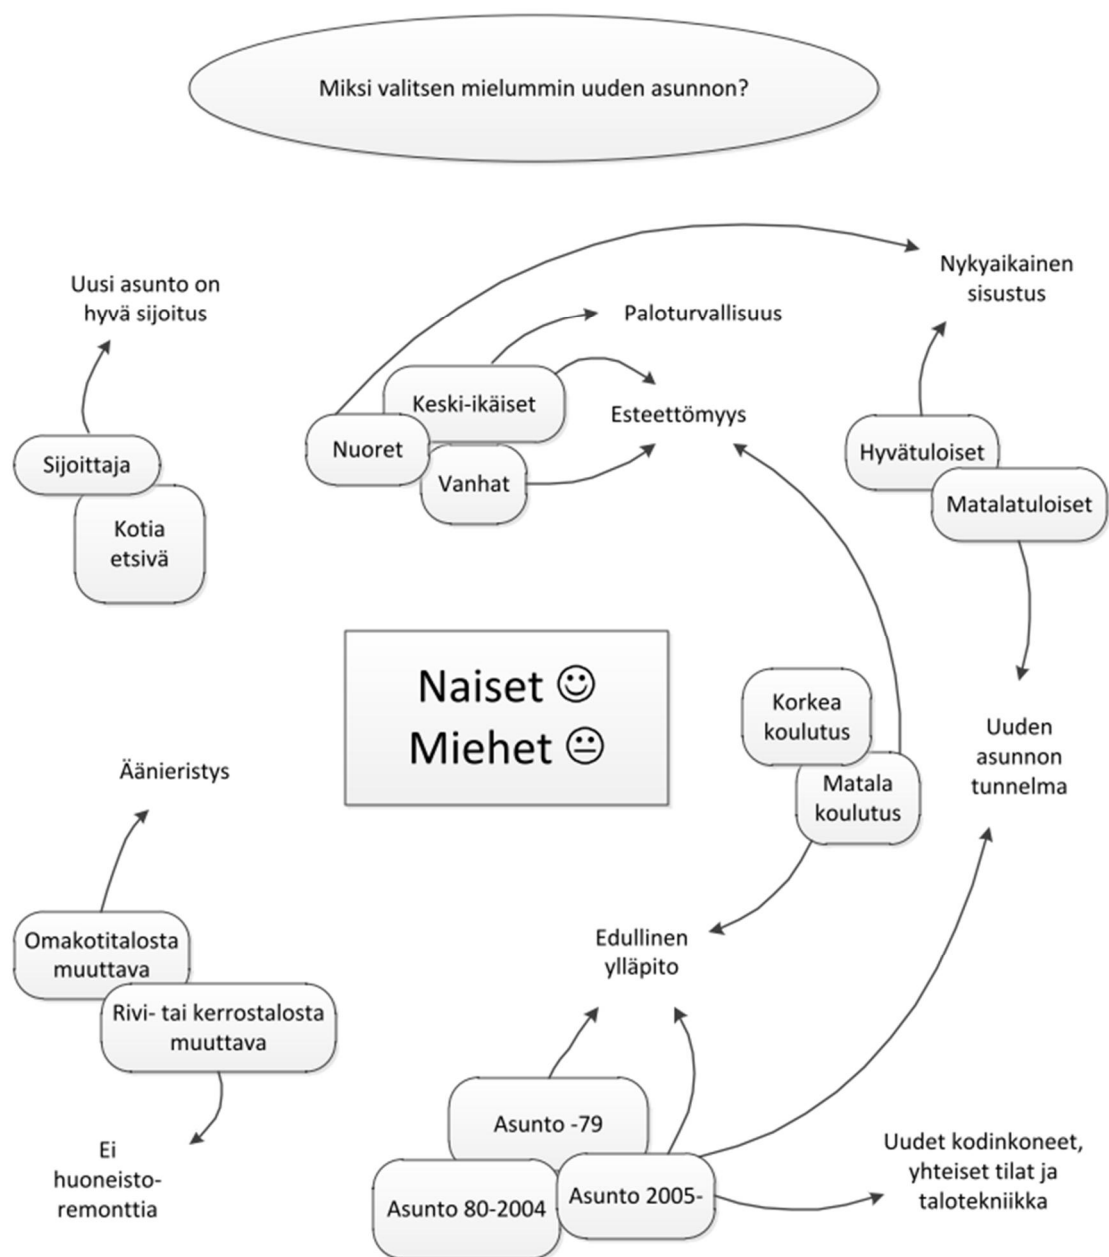 Miksi valitsen mielummin uuden asunnon?
Uusi asunto on
hyvä sijoitus
Sijoittaja
Kotia
etsivä
Paloturvallisuus
Keski-ikäiset
Nuoret
Vanhat
Esteettömyys
Nykyaikainen
sisustus
Hyvätuloiset
Matalatuloiset
Naiset ☺
Miehet 😐
Korkea
koulutus
Matala
koulutus
Uuden
asunnon
tunnelma
Äänieristys
Omakotitalosta
muuttava
Rivi- tai kerrostalosta
muuttava
Ei
huoneisto-
remonttia
Edullinen
ylläpito
Asunto -79
Asunto 80-2004
Asunto 2005-
Uudet kodinkoneet,
yhteiset tilat ja
talotekniikka